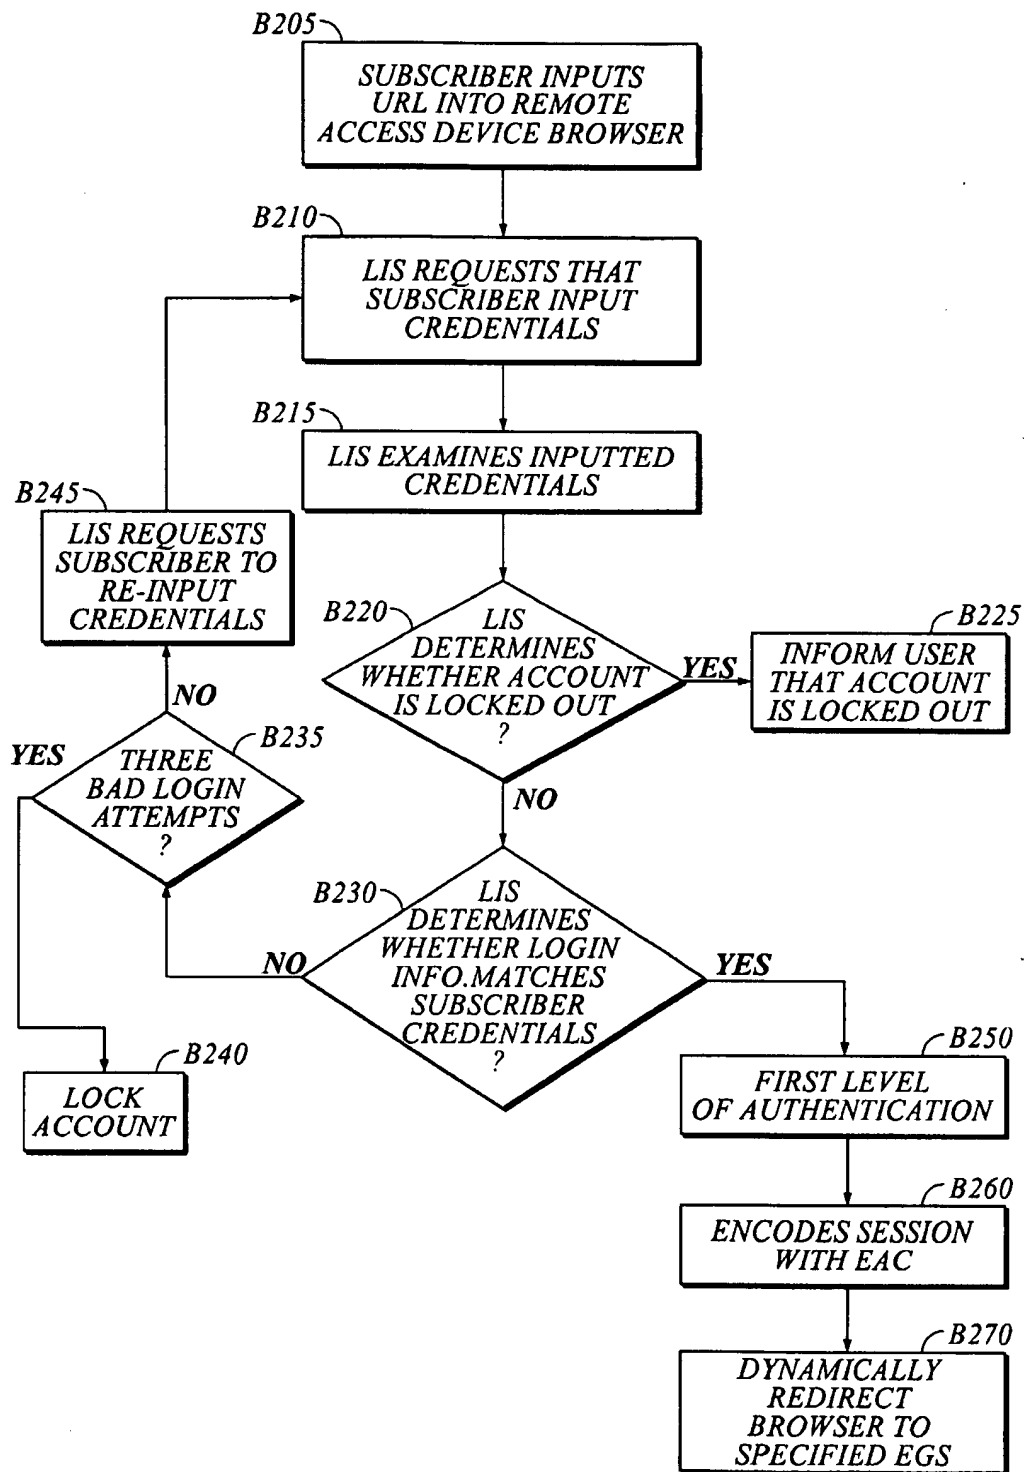 B205
SUBSCRIBER INPUTS
URL INTO REMOTE
ACCESS DEVICE BROWSER
B210
LIS REQUESTS THAT
SUBSCRIBER INPUT
CREDENTIALS
B215
LIS EXAMINES INPUTTED
CREDENTIALS
B245
LIS REQUESTS
SUBSCRIBER TO
RE-INPUT
CREDENTIALS
B220
LIS
DETERMINES
WHETHER ACCOUNT
IS LOCKED OUT
?
YES
B225
INFORM USER
THAT ACCOUNT
IS LOCKED OUT
NO
NO
B235
YES
THREE
BAD LOGIN
ATTEMPTS
?
B230
LIS
DETERMINES
WHETHER LOGIN
INFO.MATCHES
SUBSCRIBER
CREDENTIALS
?
NO
YES
B240
LOCK
ACCOUNT
B250
FIRST LEVEL
OF AUTHENTICATION
B260
ENCODES SESSION
WITH EAC
B270
DYNAMICALLY
REDIRECT
BROWSER TO
SPECIFIED EGS